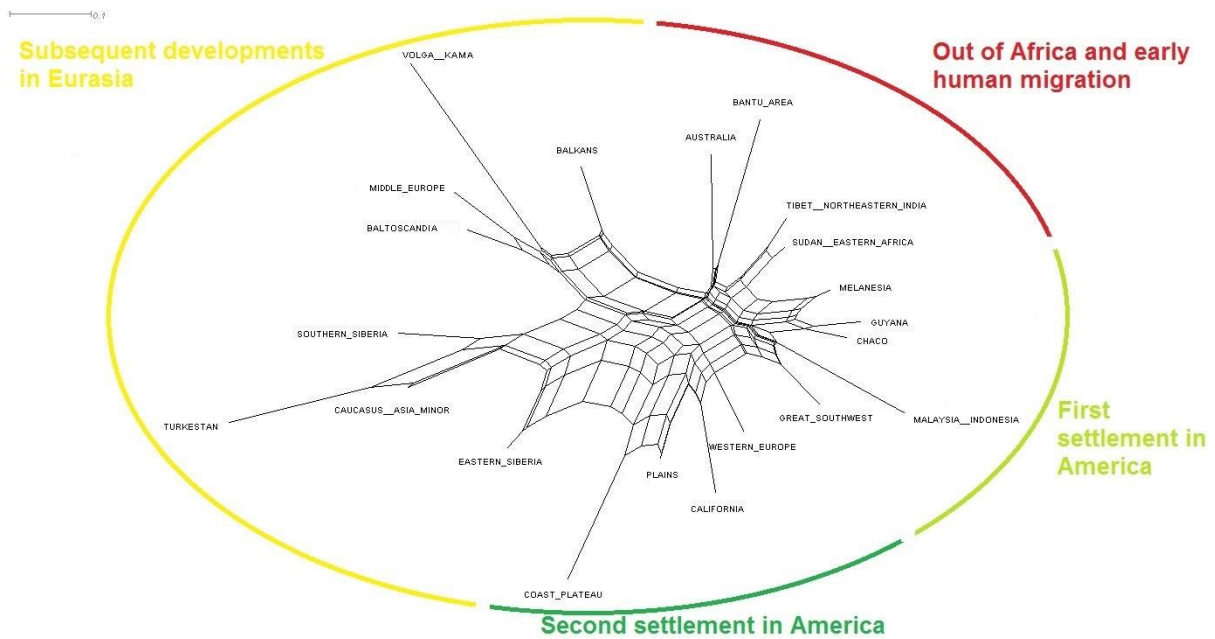 0.1
Subsequent developments
in Eurasia
Out of Africa and early
human migration
VOLGA__KAMA
BANTU_AREA
AUSTRALIA
BALKANS
MIDDLE_EUROPE
TIBET__NORTHEASTERN_INDIA
BALTOSCANDIA
SUDAN__EASTERN_AFRICA
MELANESIA
GUYANA
SOUTHERN_SIBERIA
CHACO
CAUCASUS__ASIA_MINOR
GREAT_SOUTHWEST
MALAYSIA__INDONESIA
TURKESTAN
First
settlement in
America
WESTERN_EUROPE
EASTERN_SIBERIA
PLAINS
CALIFORNIA
COAST_PLATEAU
Second settlement in America